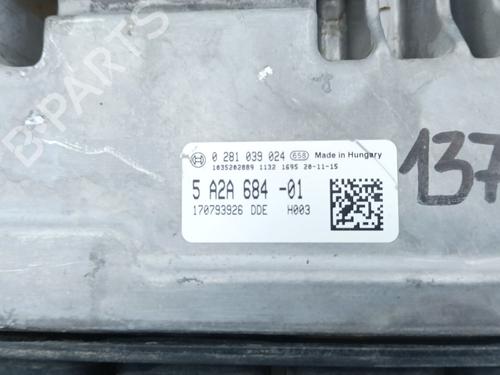 B-PARTS
0 281 039 024 658 Made in Hungary
1035202889 1132 1695 20-11-15
5 A2A 684 -01
170793926 DDE H003
137